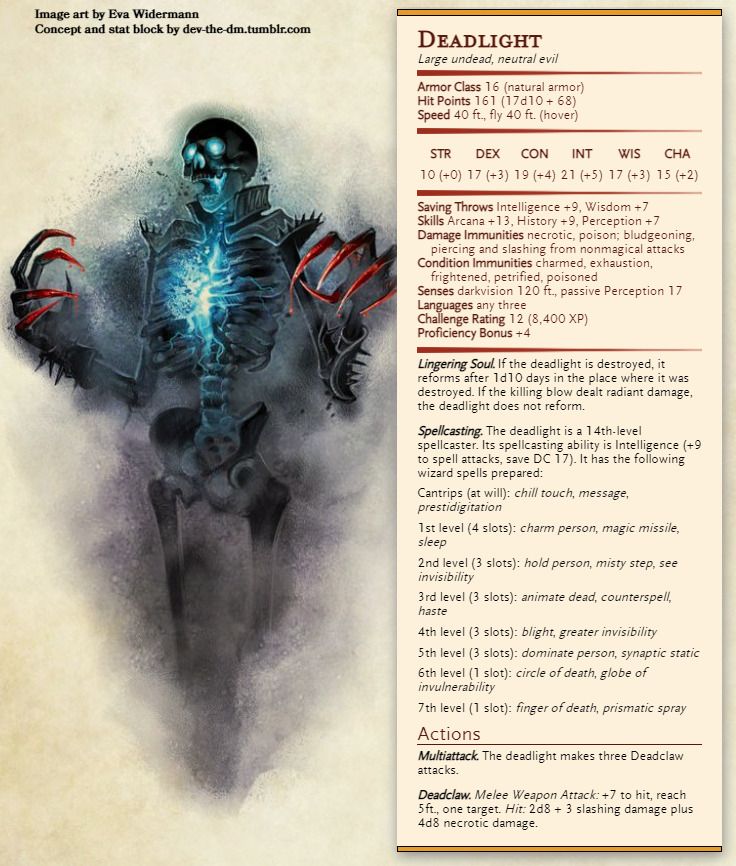 Image art by Eva Widermann
Concept and stat block by dev-the-dm.tumblr.com
Deadlight
Large undead, neutral evil
Armor Class 16 (natural armor)
Hit Points 161 (17d10 + 68)
Speed 40 ft., fly 40 ft. (hover)
STR DEX CON INT WIS CHA
10 (+0) 17 (+3) 19 (+4) 21 (+5) 17 (+3) 15 (+2)
Saving Throws Intelligence +9, Wisdom +7
Skills Arcana +13, History +9, Perception +7
Damage Immunities necrotic, poison; bludgeoning,
piercing and slashing from nonmagical attacks
Condition Immunities charmed, exhaustion,
frightened, petrified, poisoned
Senses darkvision 120 ft., passive Perception 17
Languages any three
Challenge Rating 12 (8,400 XP)
Proficiency Bonus +4
Lingering Soul. If the deadlight is destroyed, it
reforms after 1d10 days in the place where it was
destroyed. If the killing blow dealt radiant damage,
the deadlight does not reform.
Spellcasting. The deadlight is a 14th-level
spellcaster. Its spellcasting ability is Intelligence (+9
to spell attacks, save DC 17). It has the following
wizard spells prepared:
Cantrips (at will): chill touch, message,
prestidigitation
1st level (4 slots): charm person, magic missile,
sleep
2nd level (3 slots): hold person, misty step, see
invisibility
3rd level (3 slots): animate dead, counterspell,
haste
4th level (3 slots): blight, greater invisibility
5th level (3 slots): dominate person, synaptic static
6th level (1 slot): circle of death, globe of
invulnerability
7th level (1 slot): finger of death, prismatic spray
Actions
Multiattack. The deadlight makes three Deadclaw
attacks.
Deadclaw. Melee Weapon Attack: +7 to hit, reach
5ft., one target. Hit: 2d8 + 3 slashing damage plus
4d8 necrotic damage.